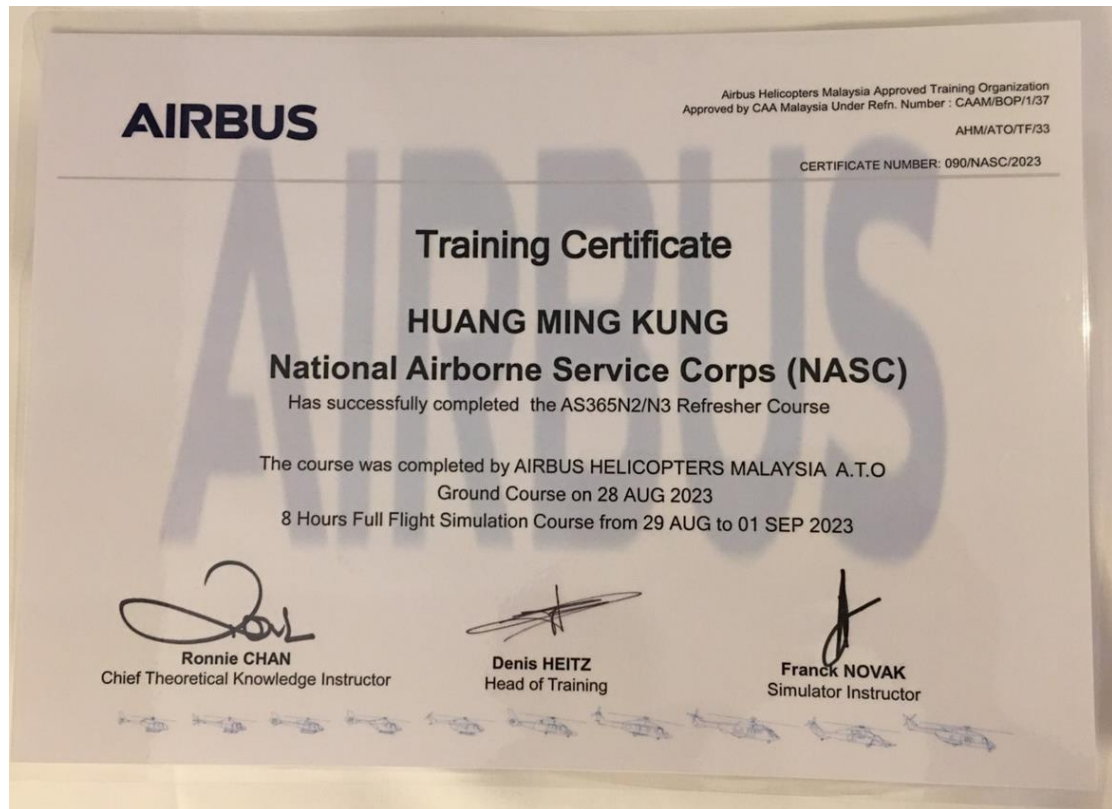 AIRBUS
Airbus Helicopters Malaysia Approved Training Organization
Approved by CAA Malaysia Under Refn. Number : CAAM/BOP/1/37
AHM/ATO/TF/33
CERTIFICATE NUMBER: 090/NASC/2023
AIRBUS
Training Certificate
HUANG MING KUNG
National Airborne Service Corps (NASC)
Has successfully completed the AS365N2/N3 Refresher Course
The course was completed by AIRBUS HELICOPTERS MALAYSIA A.T.O
Ground Course on 28 AUG 2023
8 Hours Full Flight Simulation Course from 29 AUG to 01 SEP 2023
Ronnie CHAN
Chief Theoretical Knowledge Instructor
Denis HEITZ
Head of Training
Franck NOVAK
Simulator Instructor